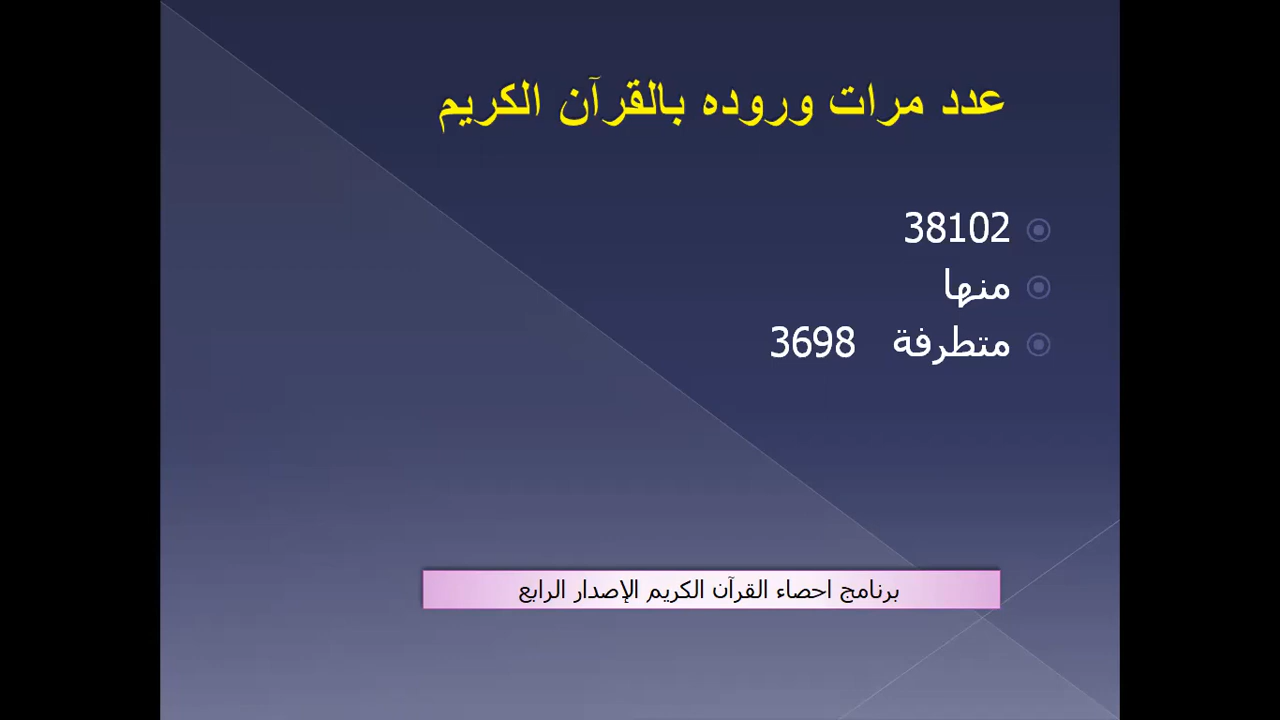 عدد مرات وروده بالقرآن الكريم
38102
منها
متطرفة 3698
برنامج احصاء القرآن الكريم الإصدار الرابع